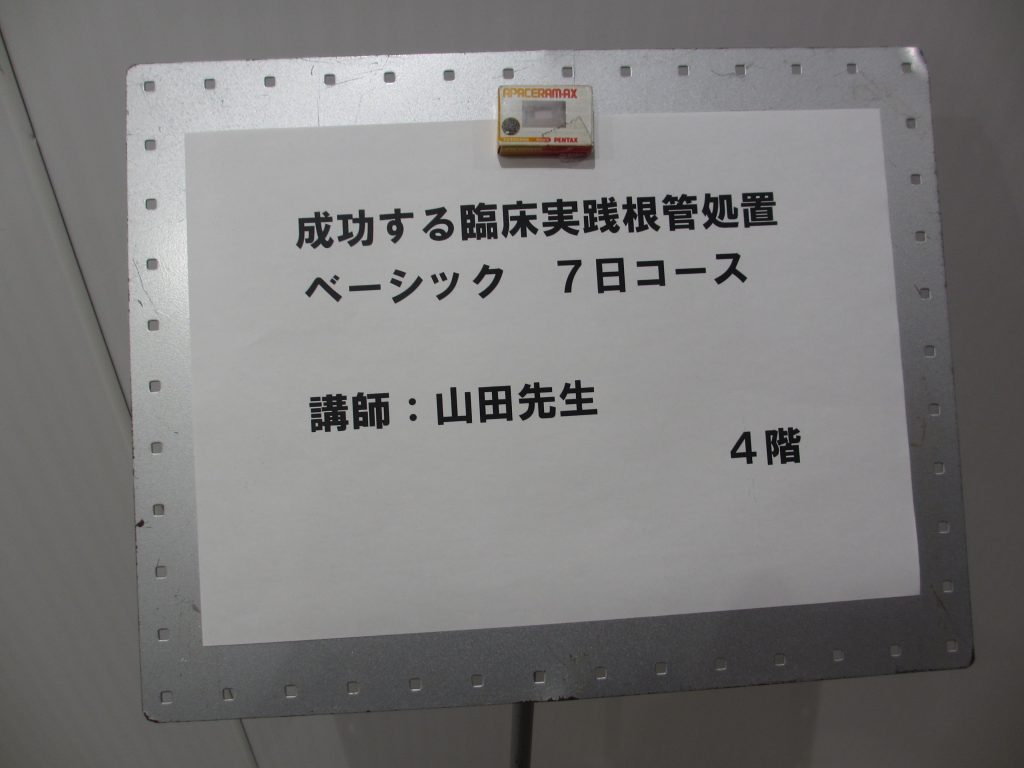 APACERAM-AX
PENTAX
成功する臨床実践根管処置
ベーシック　７日コース
講師：山田先生
４階